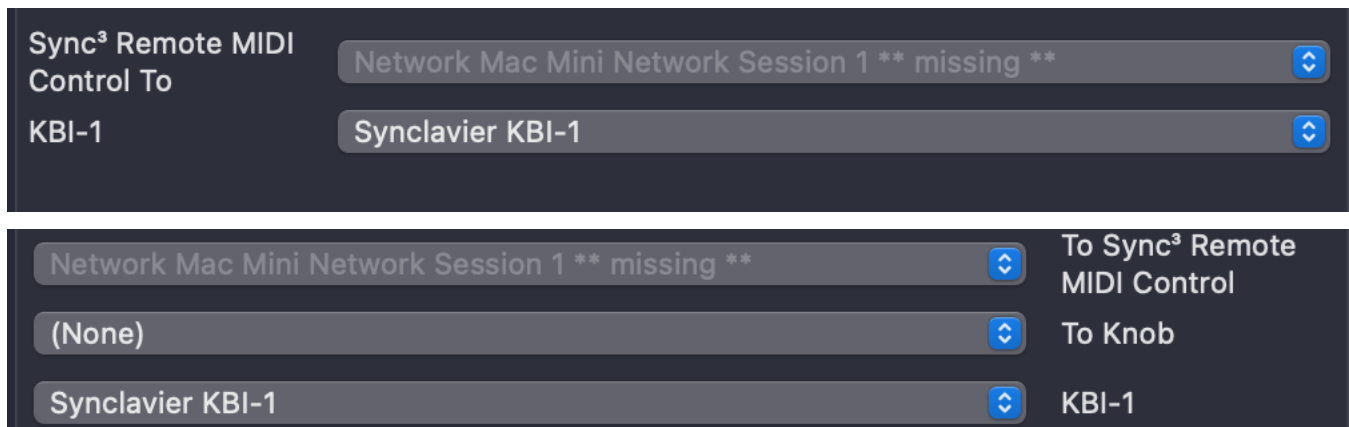 Sync³ Remote MIDI
Control To
Network Mac Mini Network Session 1 ** missing **
KBI-1
Synclavier KBI-1
Network Mac Mini Network Session 1 ** missing **
To Sync³ Remote
MIDI Control
(None)
To Knob
Synclavier KBI-1
KBI-1